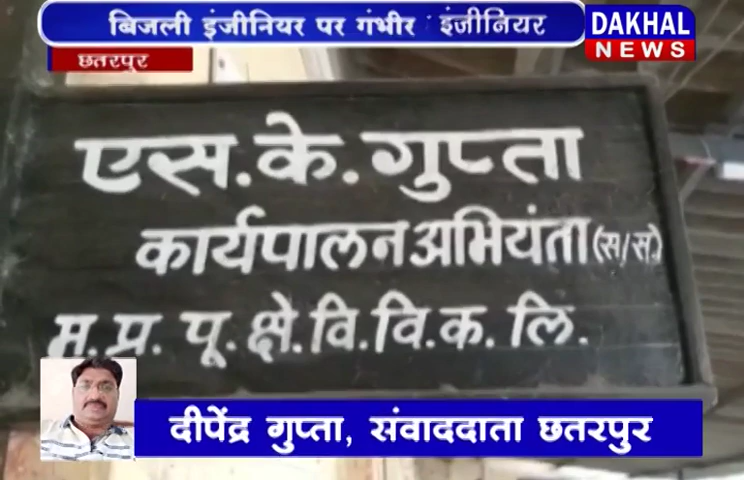 बिजली इंजीनियर पर गंभीर इंजीनियर
DAKHAL
NEWS
छतरपुर
एस.के.गुप्ता
कार्यपालन अभियंता(स/स.)
म.प्र. पू. क्षे.वि.वि.क. लि.
दीपेंद्र गुप्ता, संवाददाता छतरपुर